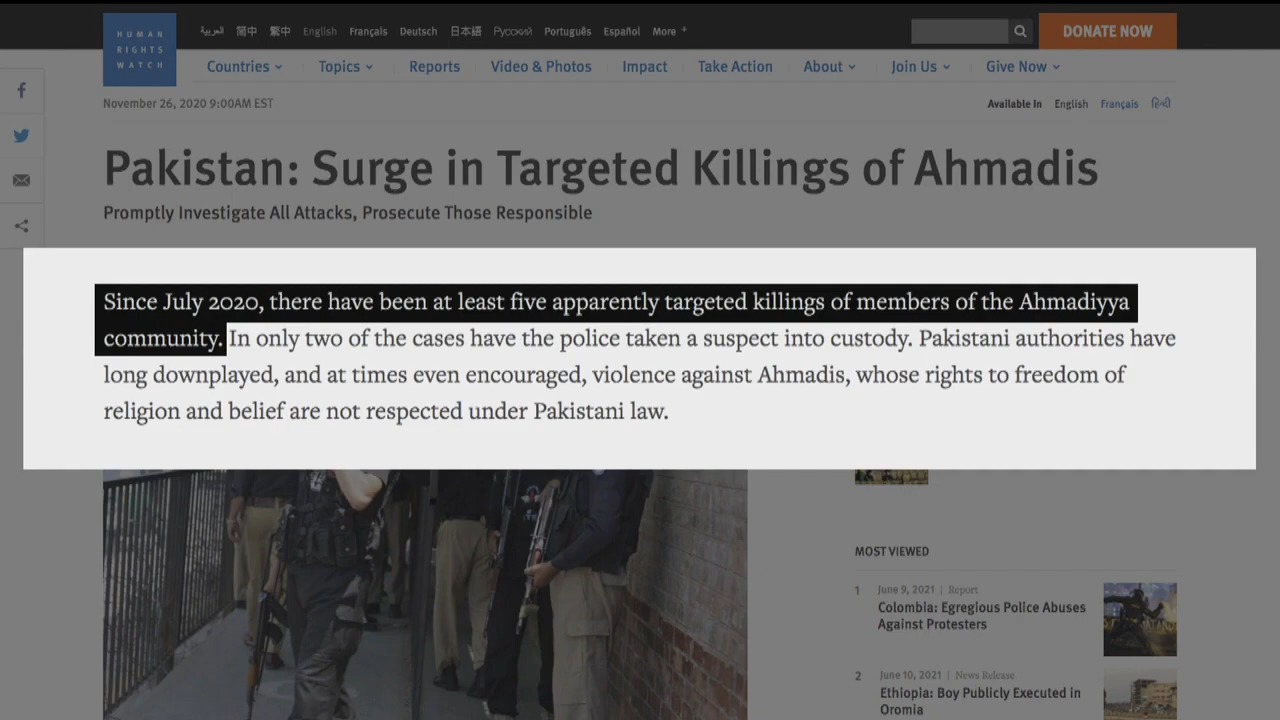 HUMAN
RIGHTS
WATCH
العربية 简中 繁中 English Français Deutsch 日本語 Русский Português Español More +
DONATE NOW
Countries Topics Reports Video & Photos Impact Take Action About Join Us Give Now
November 26, 2020 9:00AM EST
Available In English Français हिन्दी
Pakistan: Surge in Targeted Killings of Ahmadis
Promptly Investigate All Attacks, Prosecute Those Responsible
Since July 2020, there have been at least five apparently targeted killings of members of the Ahmadiyya
community. In only two of the cases have the police taken a suspect into custody. Pakistani authorities have
long downplayed, and at times even encouraged, violence against Ahmadis, whose rights to freedom of
religion and belief are not respected under Pakistani law.
MOST VIEWED
1 June 9, 2021 | Report
Colombia: Egregious Police Abuses
Against Protesters
2 June 10, 2021 | News Release
Ethiopia: Boy Publicly Executed in
Oromia